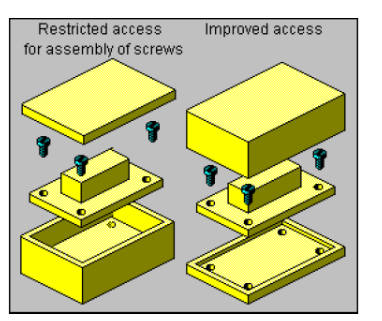 Restricted access
for assembly of screws
Improved access